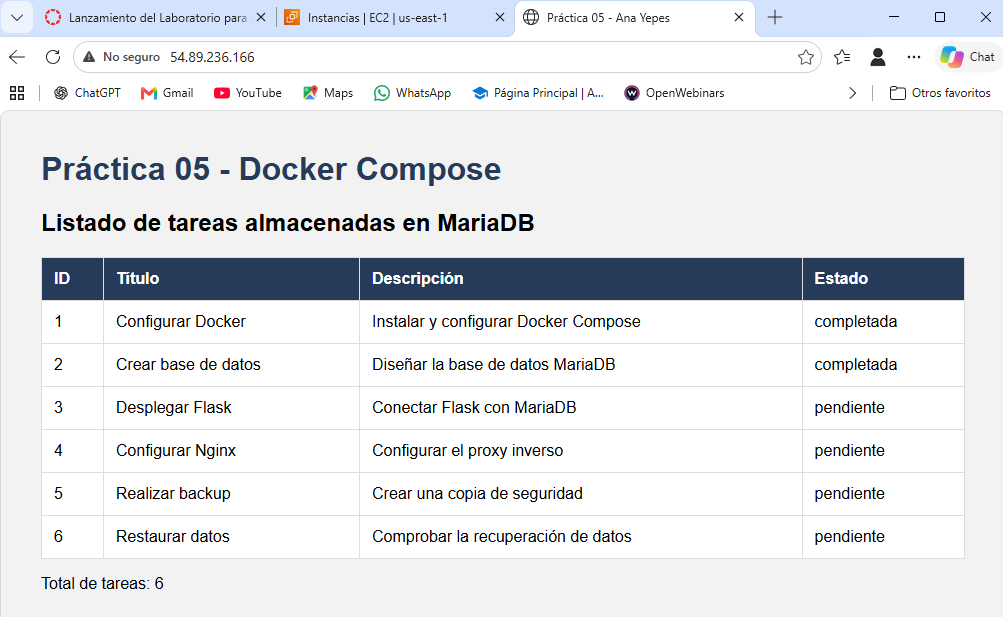 Lanzamiento del Laboratorio para
Instancias | EC2 | us-east-1
Práctica 05 - Ana Yepes
No seguro 54.89.236.166
Chat
ChatGPT
Gmail
YouTube
Maps
WhatsApp
Página Principal | A...
OpenWebinars
Otros favoritos
Práctica 05 - Docker Compose
Listado de tareas almacenadas en MariaDB
ID Título Descripción Estado
1 Configurar Docker Instalar y configurar Docker Compose completada
2 Crear base de datos Diseñar la base de datos MariaDB completada
3 Desplegar Flask Conectar Flask con MariaDB pendiente
4 Configurar Nginx Configurar el proxy inverso pendiente
5 Realizar backup Crear una copia de seguridad pendiente
6 Restaurar datos Comprobar la recuperación de datos pendiente
Total de tareas: 6